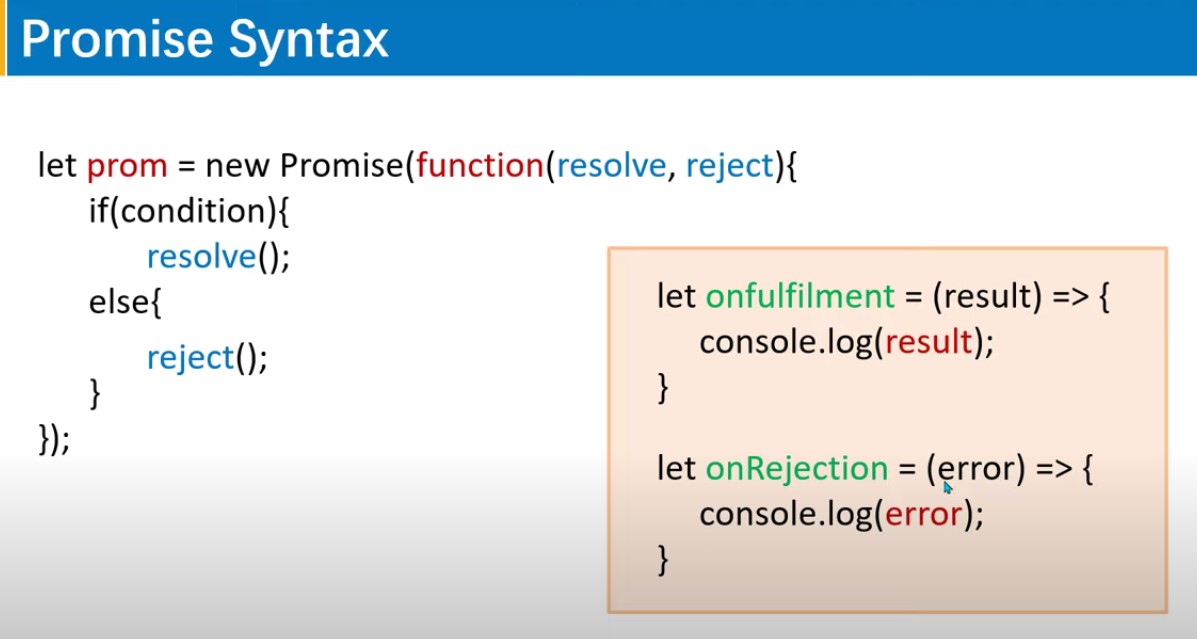 Promise Syntax
let prom = new Promise(function(resolve, reject){
if(condition){
resolve();
else{
reject();
}
});
let onfulfilment = (result) => {
console.log(result);
}
let onRejection = (error) => {
console.log(error);
}